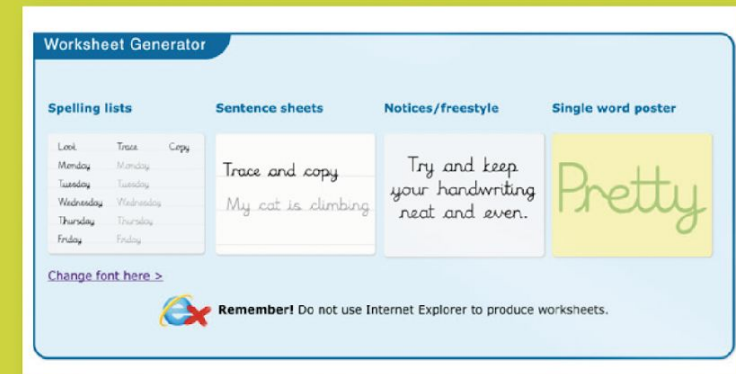 Worksheet Generator
Spelling lists
Sentence sheets
Notices/freestyle
Single word poster
Look Trace Copy
Monday Monday
Tuesday Tuesday
Wednesday Wednesday
Thursday Thursday
Friday Friday
Trace and copy
My cat is climbing
Try and keep
your handwriting
neat and even.
Pretty
Change font here >
Remember! Do not use Internet Explorer to produce worksheets.